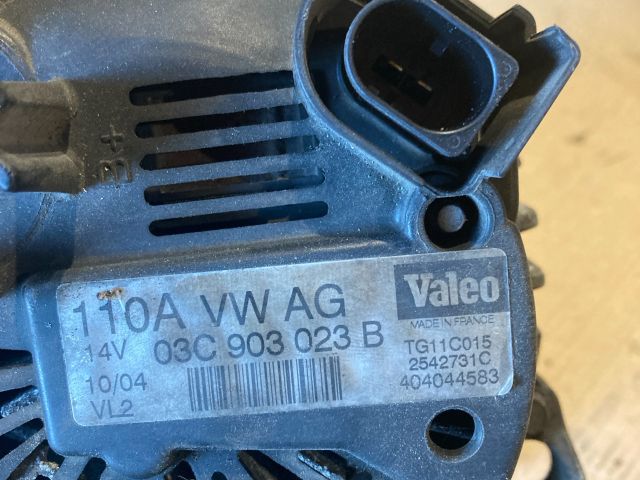 B+
110A VW AG
14V 03C 903 023 B
10/04
VL2
Valeo
MADE IN FRANCE
TG11C015
2542731C
404044583